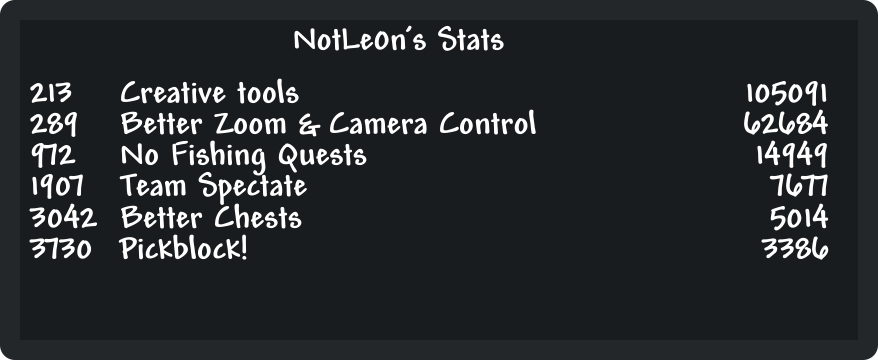 NotLe0n's Stats
213 Creative tools 105091
289 Better Zoom & Camera Control 62684
972 No Fishing Quests 14949
1907 Team Spectate 7677
3042 Better Chests 5014
3730 Pickblock! 3386